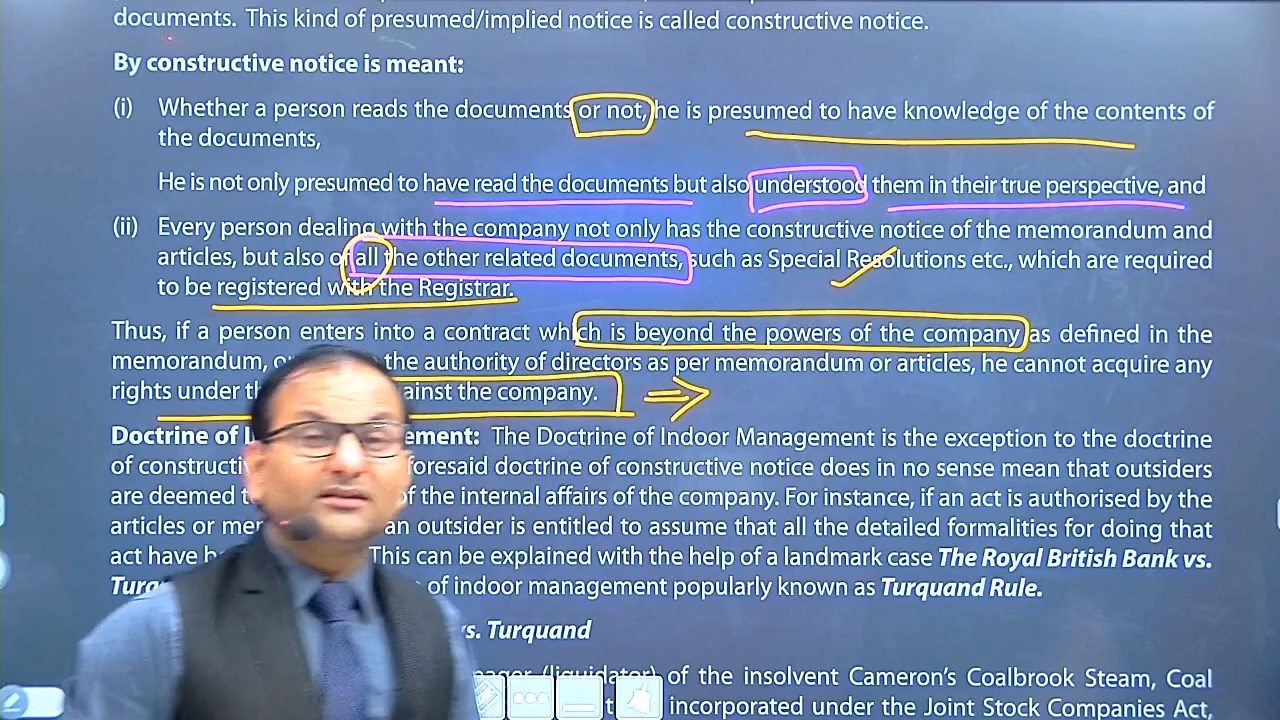 documents. This kind of presumed/implied notice is called constructive notice.
By constructive notice is meant:
(i) Whether a person reads the documents or not, he is presumed to have knowledge of the contents of
the documents,
He is not only presumed to have read the documents but also understood them in their true perspective, and
(ii) Every person dealing with the company not only has the constructive notice of the memorandum and
articles, but also of all the other related documents, such as Special Resolutions etc., which are required
to be registered with the Registrar.
Thus, if a person enters into a contract which is beyond the powers of the company as defined in the
memorandum, the authority of directors as per memorandum or articles, he cannot acquire any
rights under the company.
Doctrine of The Doctrine of Indoor Management is the exception to the doctrine
of doctrine of constructive notice does in no sense mean that outsiders
are deemed of the internal affairs of the company. For instance, if an act is authorised by the
articles or an outsider is entitled to assume that all the detailed formalities for doing that
act have This can be explained with the help of a landmark case The Royal British Bank vs.
of indoor management popularly known as Turquand Rule.
vs. Turquand
(liquidator) of the insolvent Cameron's Coalbrook Steam, Coal
incorporated under the Joint Stock Companies Act,